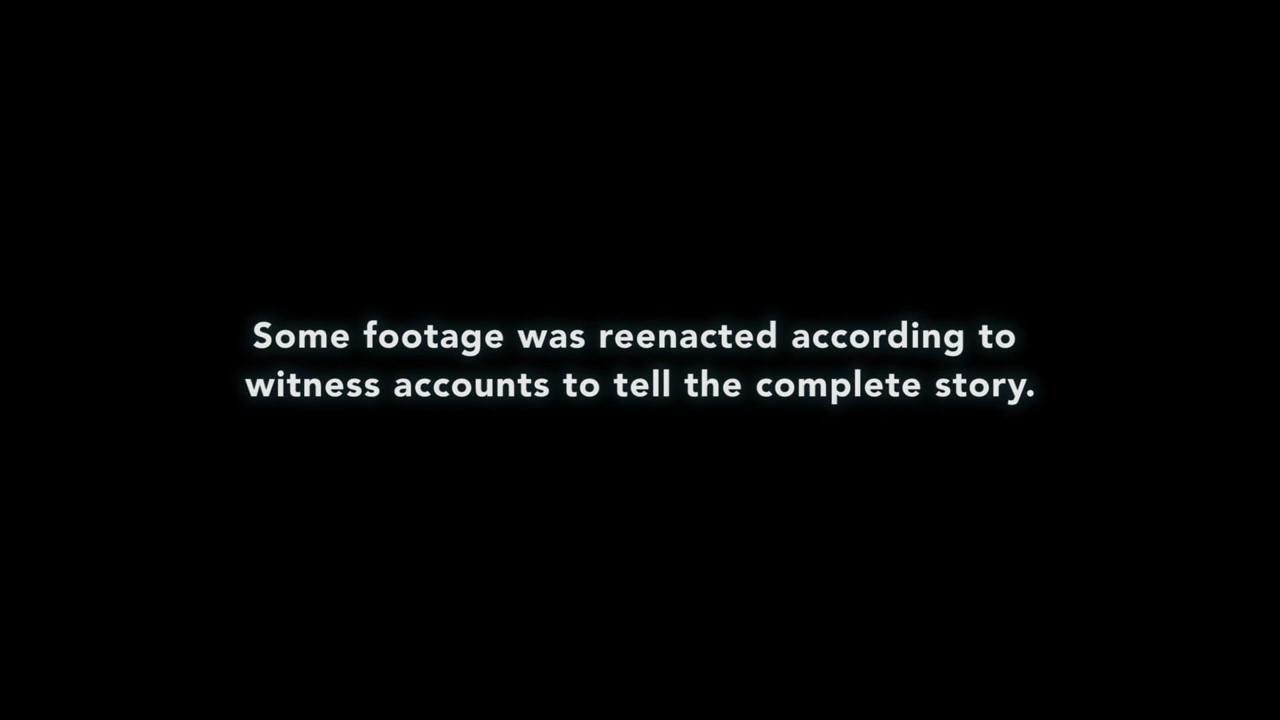 Some footage was reenacted according to
witness accounts to tell the complete story.